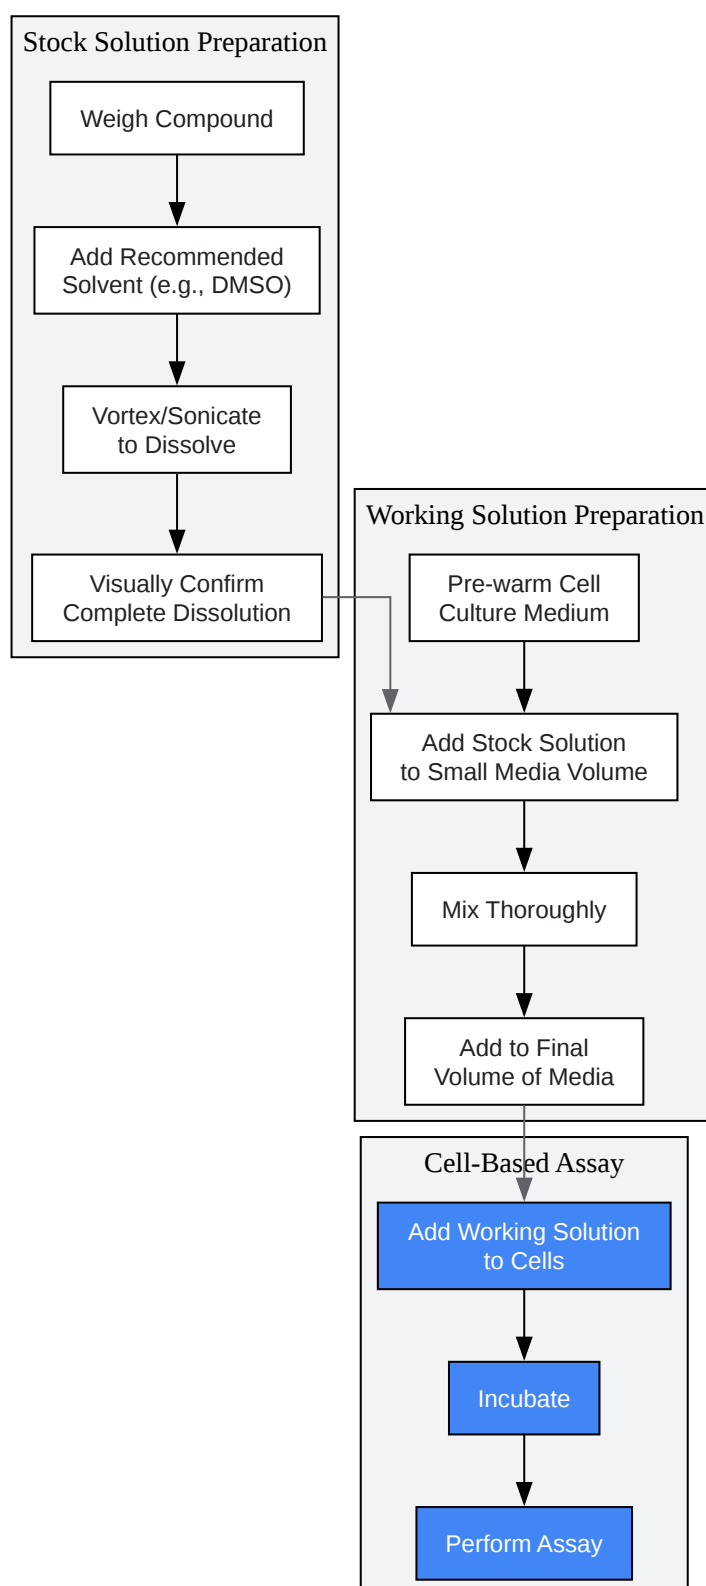 Stock Solution Preparation
Weigh Compound
Add Recommended
Solvent (e.g., DMSO)
Vortex/Sonicate
to Dissolve
Visually Confirm
Complete Dissolution
Working Solution Preparation
Pre-warm Cell
Culture Medium
Add Stock Solution
to Small Media Volume
Mix Thoroughly
Add to Final
Volume of Media
Cell-Based Assay
Add Working Solution
to Cells
Incubate
Perform Assay